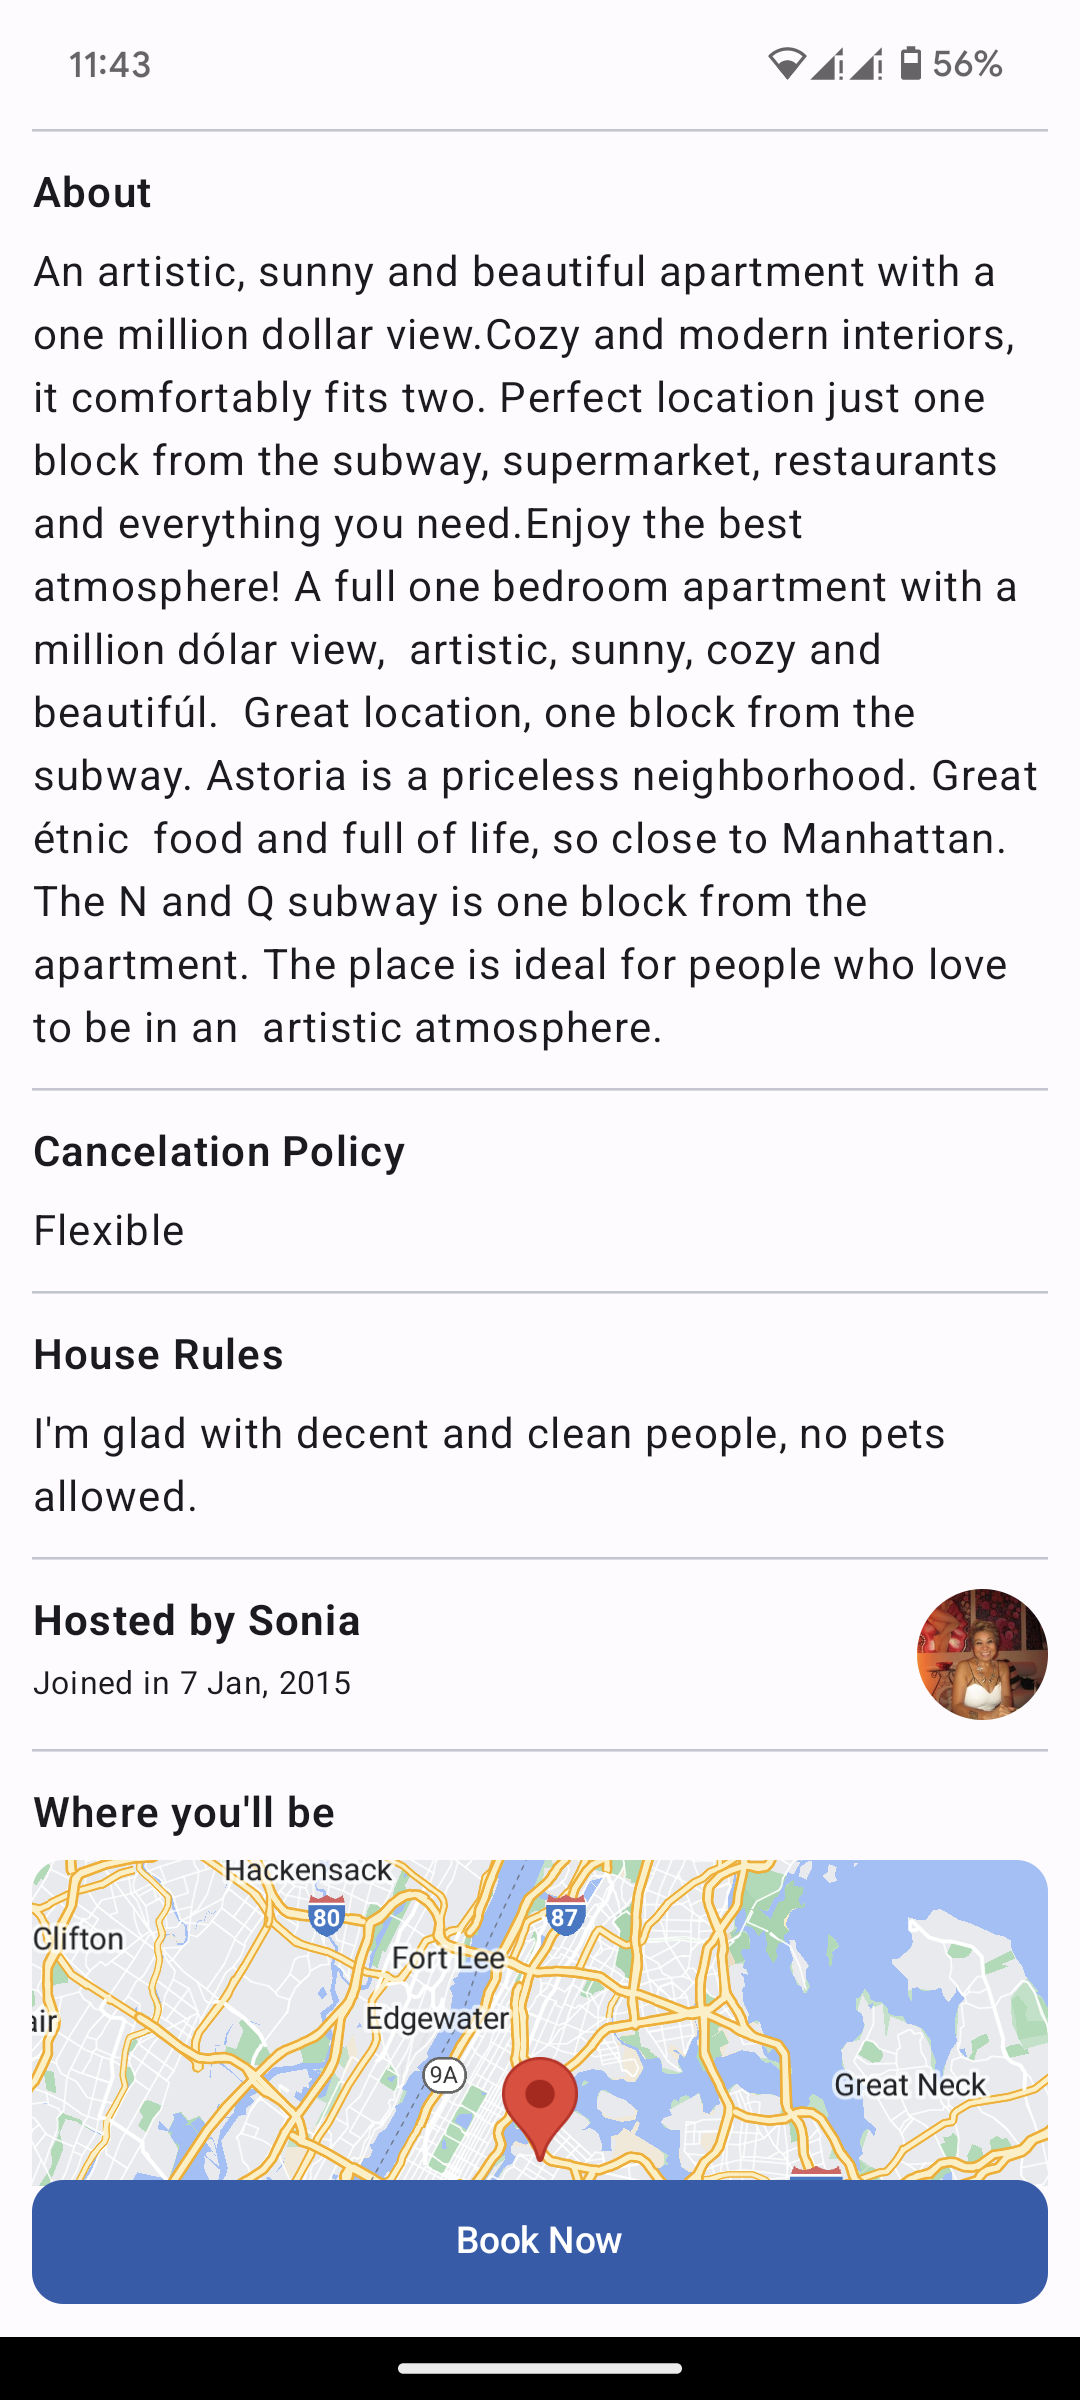 11:43
56%
About
An artistic, sunny and beautiful apartment with a
one million dollar view.Cozy and modern interiors,
it comfortably fits two. Perfect location just one
block from the subway, supermarket, restaurants
and everything you need.Enjoy the best
atmosphere! A full one bedroom apartment with a
million dólar view,  artistic, sunny, cozy and
beautifúl.  Great location, one block from the
subway. Astoria is a priceless neighborhood. Great
étnic  food and full of life, so close to Manhattan.
The N and Q subway is one block from the
apartment. The place is ideal for people who love
to be in an  artistic atmosphere.
Cancelation Policy
Flexible
House Rules
I'm glad with decent and clean people, no pets
allowed.
Hosted by Sonia
Joined in 7 Jan, 2015
Where you'll be
Hackensack
80
87
Clifton
Fort Lee
air
Edgewater
9A
Great Neck
Book Now